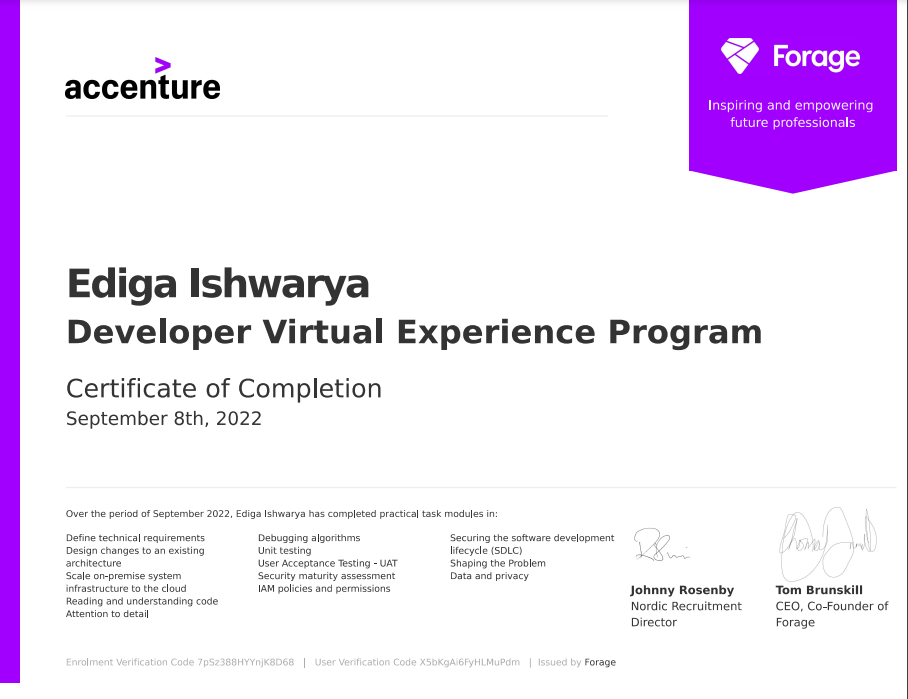 accenture
Forage
Inspiring and empowering
future professionals
Ediga Ishwarya
Developer Virtual Experience Program
Certificate of Completion
September 8th, 2022
Over the period of September 2022, Ediga Ishwarya has completed practical task modules in:
Define technical requirements
Design changes to an existing
architecture
Scale on-premise system
infrastructure to the cloud
Reading and understanding code
Attention to detail
Debugging algorithms
Unit testing
User Acceptance Testing - UAT
Security maturity assessment
IAM policies and permissions
Securing the software development
lifecycle (SDLC)
Shaping the Problem
Data and privacy
Johnny Rosenby
Nordic Recruitment
Director
Tom Brunskill
CEO, Co-Founder of
Forage
Enrolment Verification Code 7pSz388HYYnjK8D68 | User Verification Code X5bKgAi6FyHLMuPdm | Issued by Forage